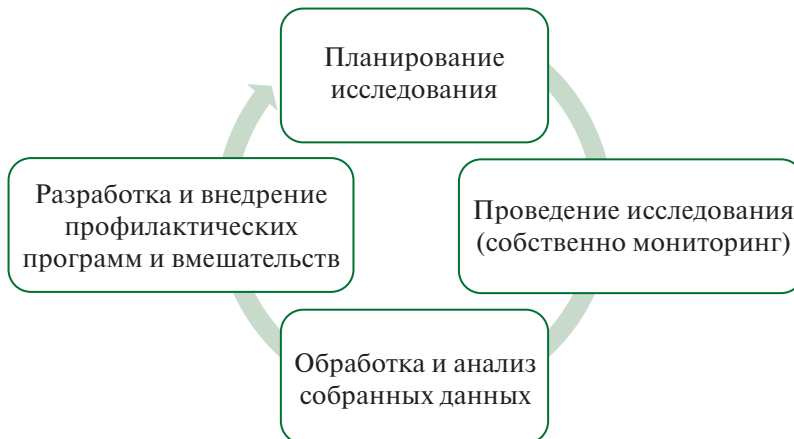 Планирование
исследования
Проведение исследования
(собственно мониторинг)
Обработка и анализ
собранных данных
Разработка и внедрение
профилактических
программ и вмешательств